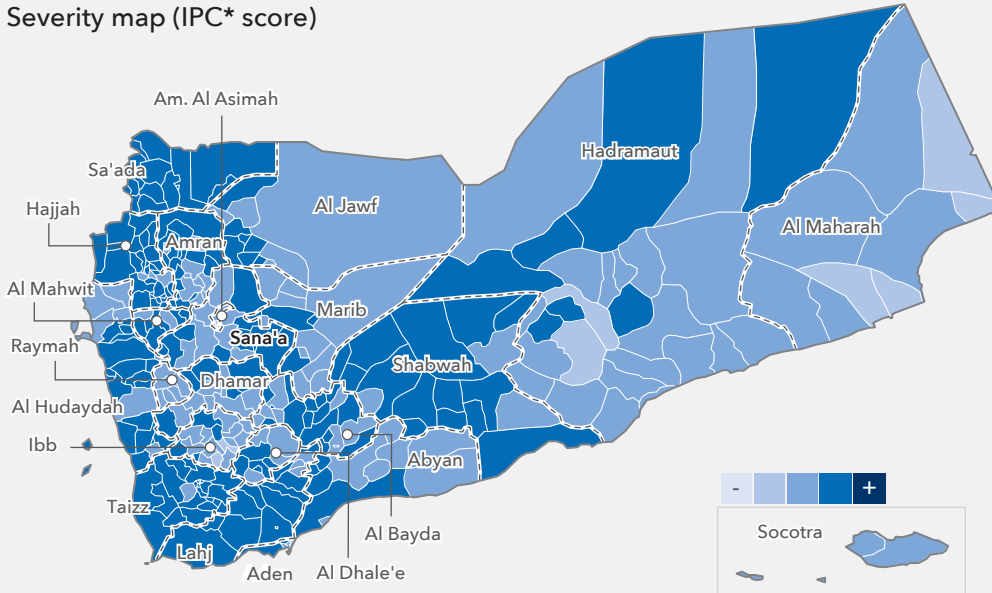 Severity map (IPC* score)
Am. Al Asimah
Sa'ada
Hadramaut
Hajjah
Al Jawf
Amran
Al Maharah
Al Mahwit
Marib
Sana'a
Raymah
Shabwah
Dhamar
Al Hudaydah
Ibb
Abyan
- +
Taizz
Al Bayda
Socotra
Lahj
Aden
Al Dhale'e